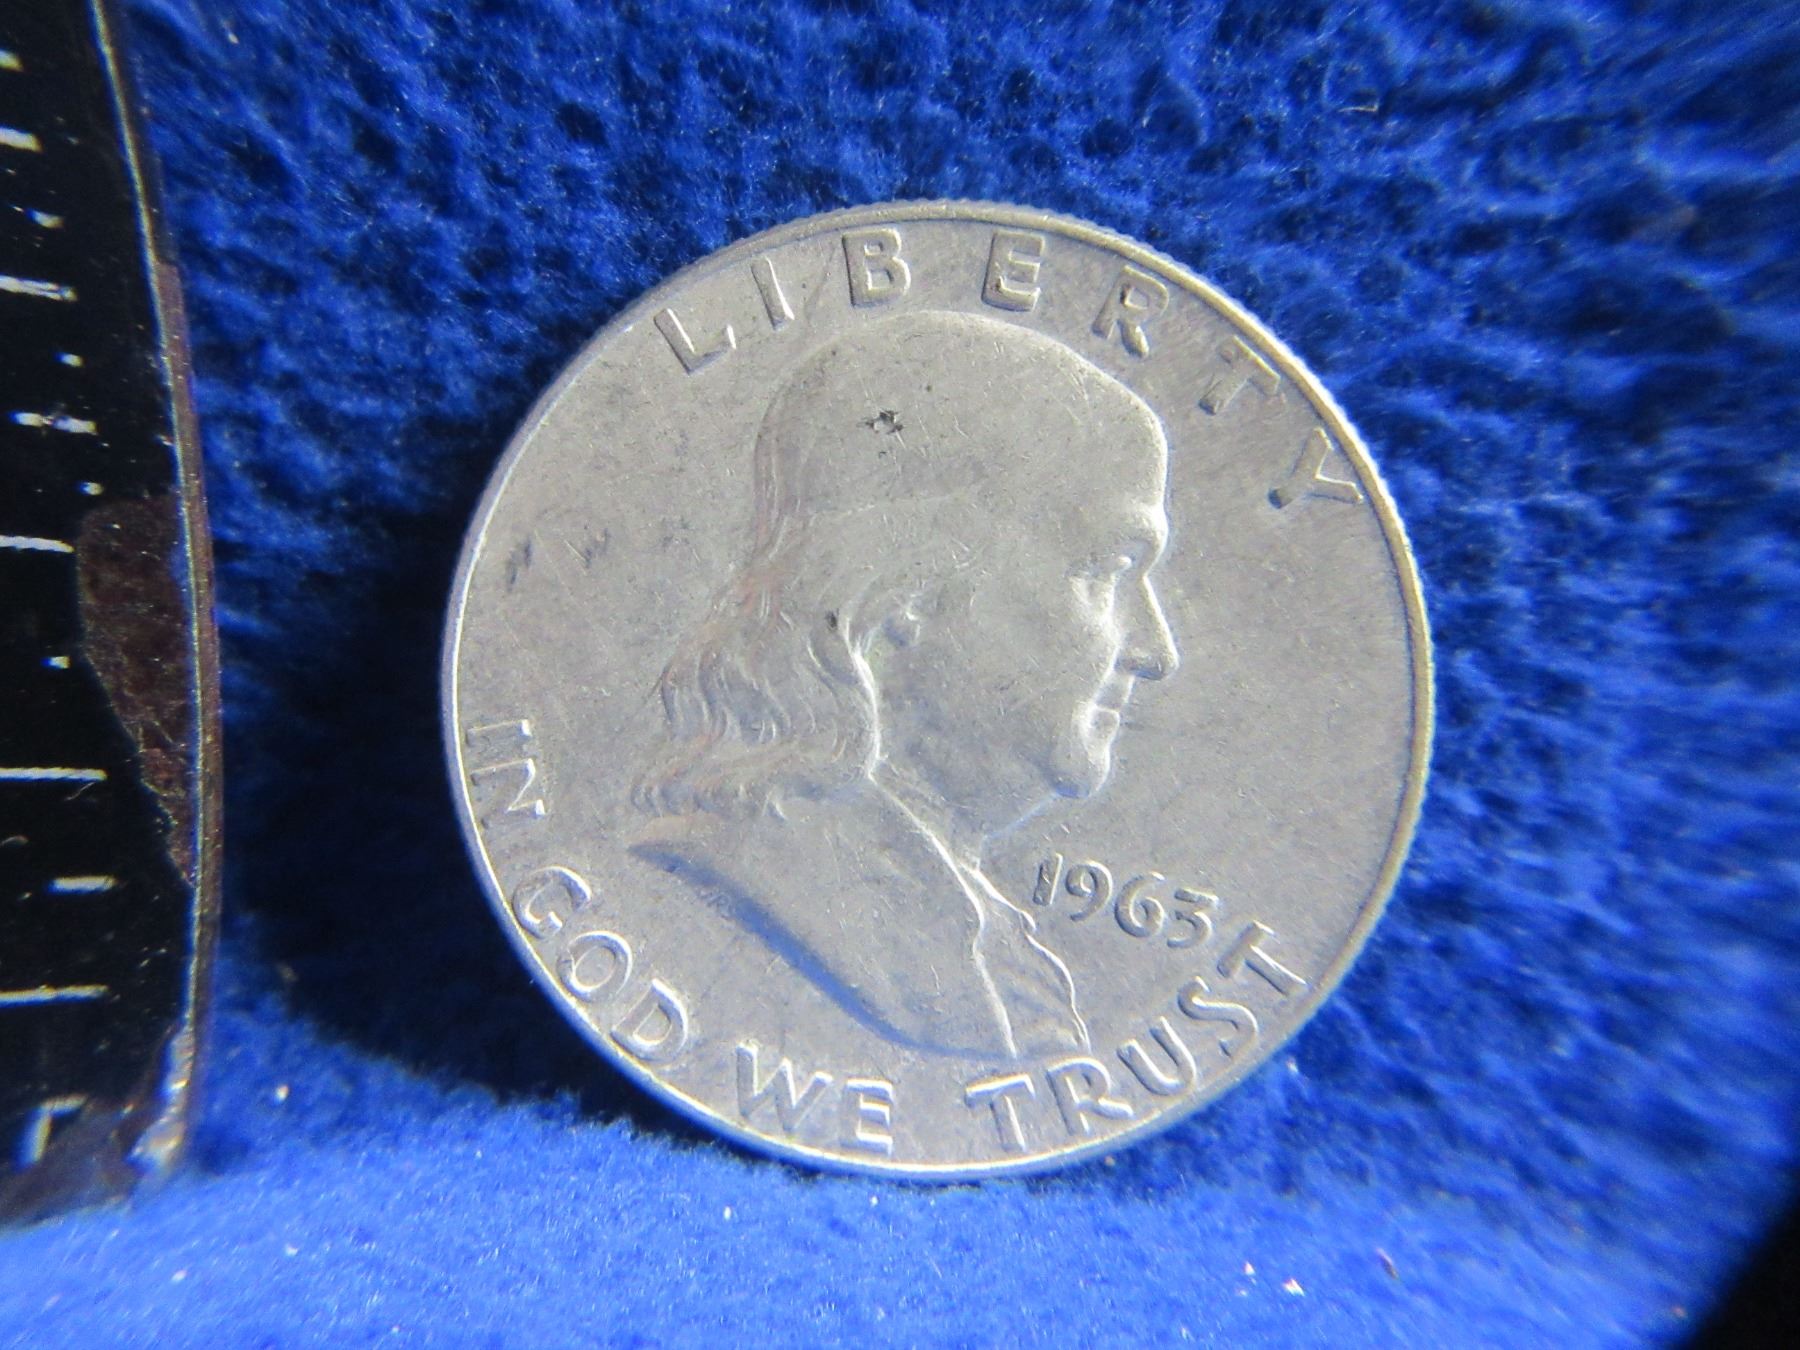 LIBERTY
1963
IN GOD WE TRUST